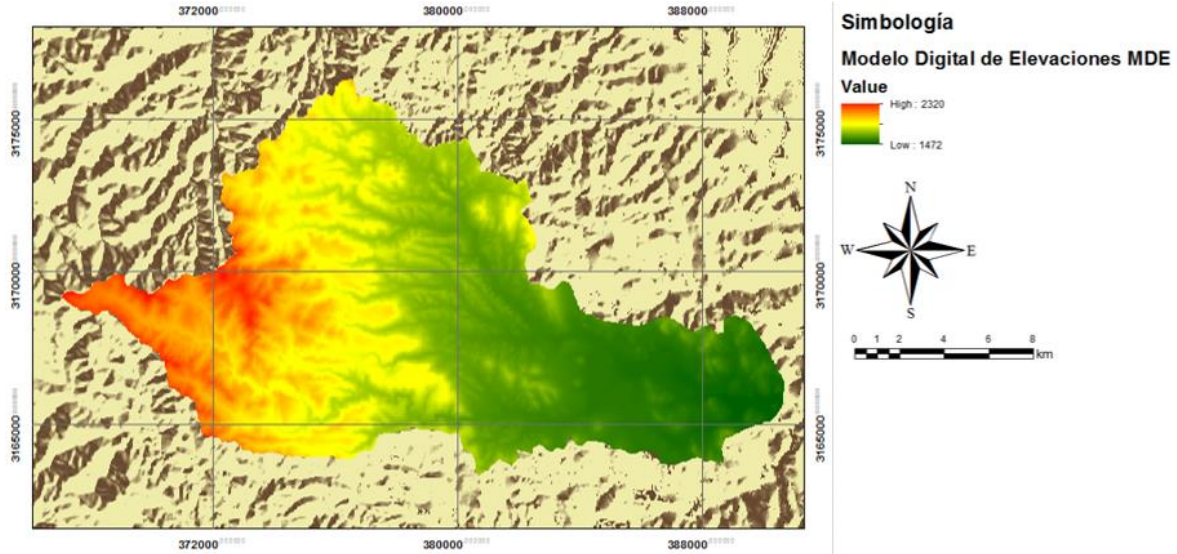 372000 380000 388000
3175000
3170000
3165000
3175000
3170000
3165000
372000 380000 388000
Simbología
Modelo Digital de Elevaciones MDE
Value
High : 2320
Low : 1472
N
W E
S
0 1 2 4 6 8
km